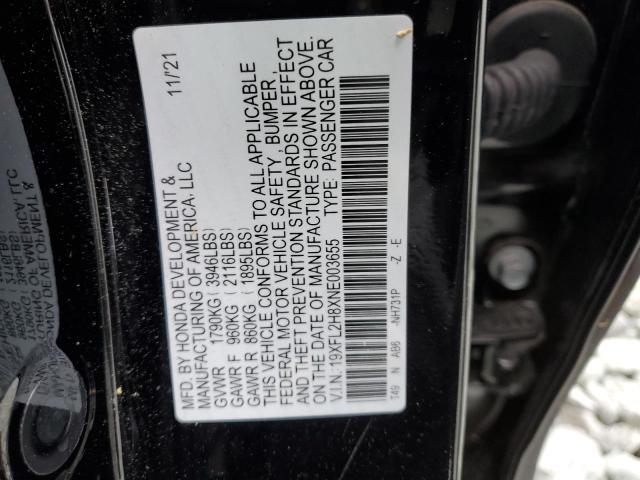 MFD. BY HONDA DEVELOPMENT &
MANUFACTURING OF AMERICA, LLC 11/'21
GVWR 1790KG (3946LBS)
GAWR F 960KG (2116LBS)
GAWR R 860KG (1895LBS)
THIS VEHICLE CONFORMS TO ALL APPLICABLE
FEDERAL MOTOR VEHICLE SAFETY, BUMPER,
AND THEFT PREVENTION STANDARDS IN EFFECT
ON THE DATE OF MANUFACTURE SHOWN ABOVE.
V.I.N.: 19XFL2H8XNE003655 TYPE: PASSENGER CAR
T49 N AB6 -NH731P -Z -E